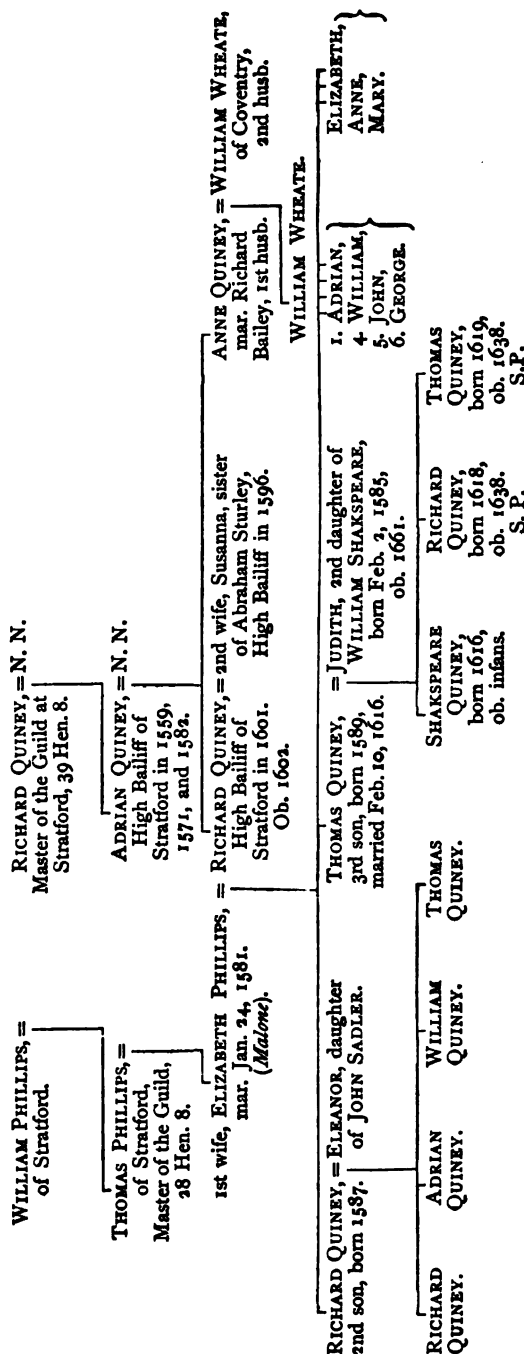 WILLIAM PHILLIPS, =
of Stratford.
RICHARD QUINEY, = N. N.
Master of the Guild at
Stratford, 39 Hen. 8.
THOMAS PHILLIPS, =
of Stratford,
Master of the Guild,
28 Hen. 8.
ADRIAN QUINEY, = N. N.
High Bailiff of
Stratford in 1559,
1571, and 1582.
1st wife, ELIZABETH PHILLIPS, =
mar. Jan. 24, 1581.
(Malone).
RICHARD QUINEY, = 2nd wife, Susanna, sister
High Bailiff of
Stratford in 1601.
Ob. 1602.
of Abraham Sturley,
High Bailiff in 1596.
ANNE QUINEY, = WILLIAM WHEATE,
mar. Richard
Bailey, 1st husb.
of Coventry,
2nd husb.
WILLIAM WHEATE.
RICHARD QUINEY, = ELEANOR, daughter
2nd son, born 1587.
of JOHN SADLER.
THOMAS QUINEY,
3rd son, born 1589,
married Feb. 10, 1616.
= JUDITH, 2nd daughter of
WILLIAM SHAKSPEARE,
born Feb. 2, 1585,
ob. 1661.
1. ADRIAN,
4. WILLIAM,
5. JOHN,
6. GEORGE.
ELIZABETH,
ANNE,
MARY.
RICHARD
QUINEY.
ADRIAN
QUINEY.
WILLIAM
QUINEY.
THOMAS
QUINEY.
SHAKSPEARE
QUINEY,
born 1616,
ob. infans.
RICHARD
QUINEY,
born 1618,
ob. 1638.
S. P.
THOMAS
QUINEY,
born 1619,
ob. 1638.
S.P.